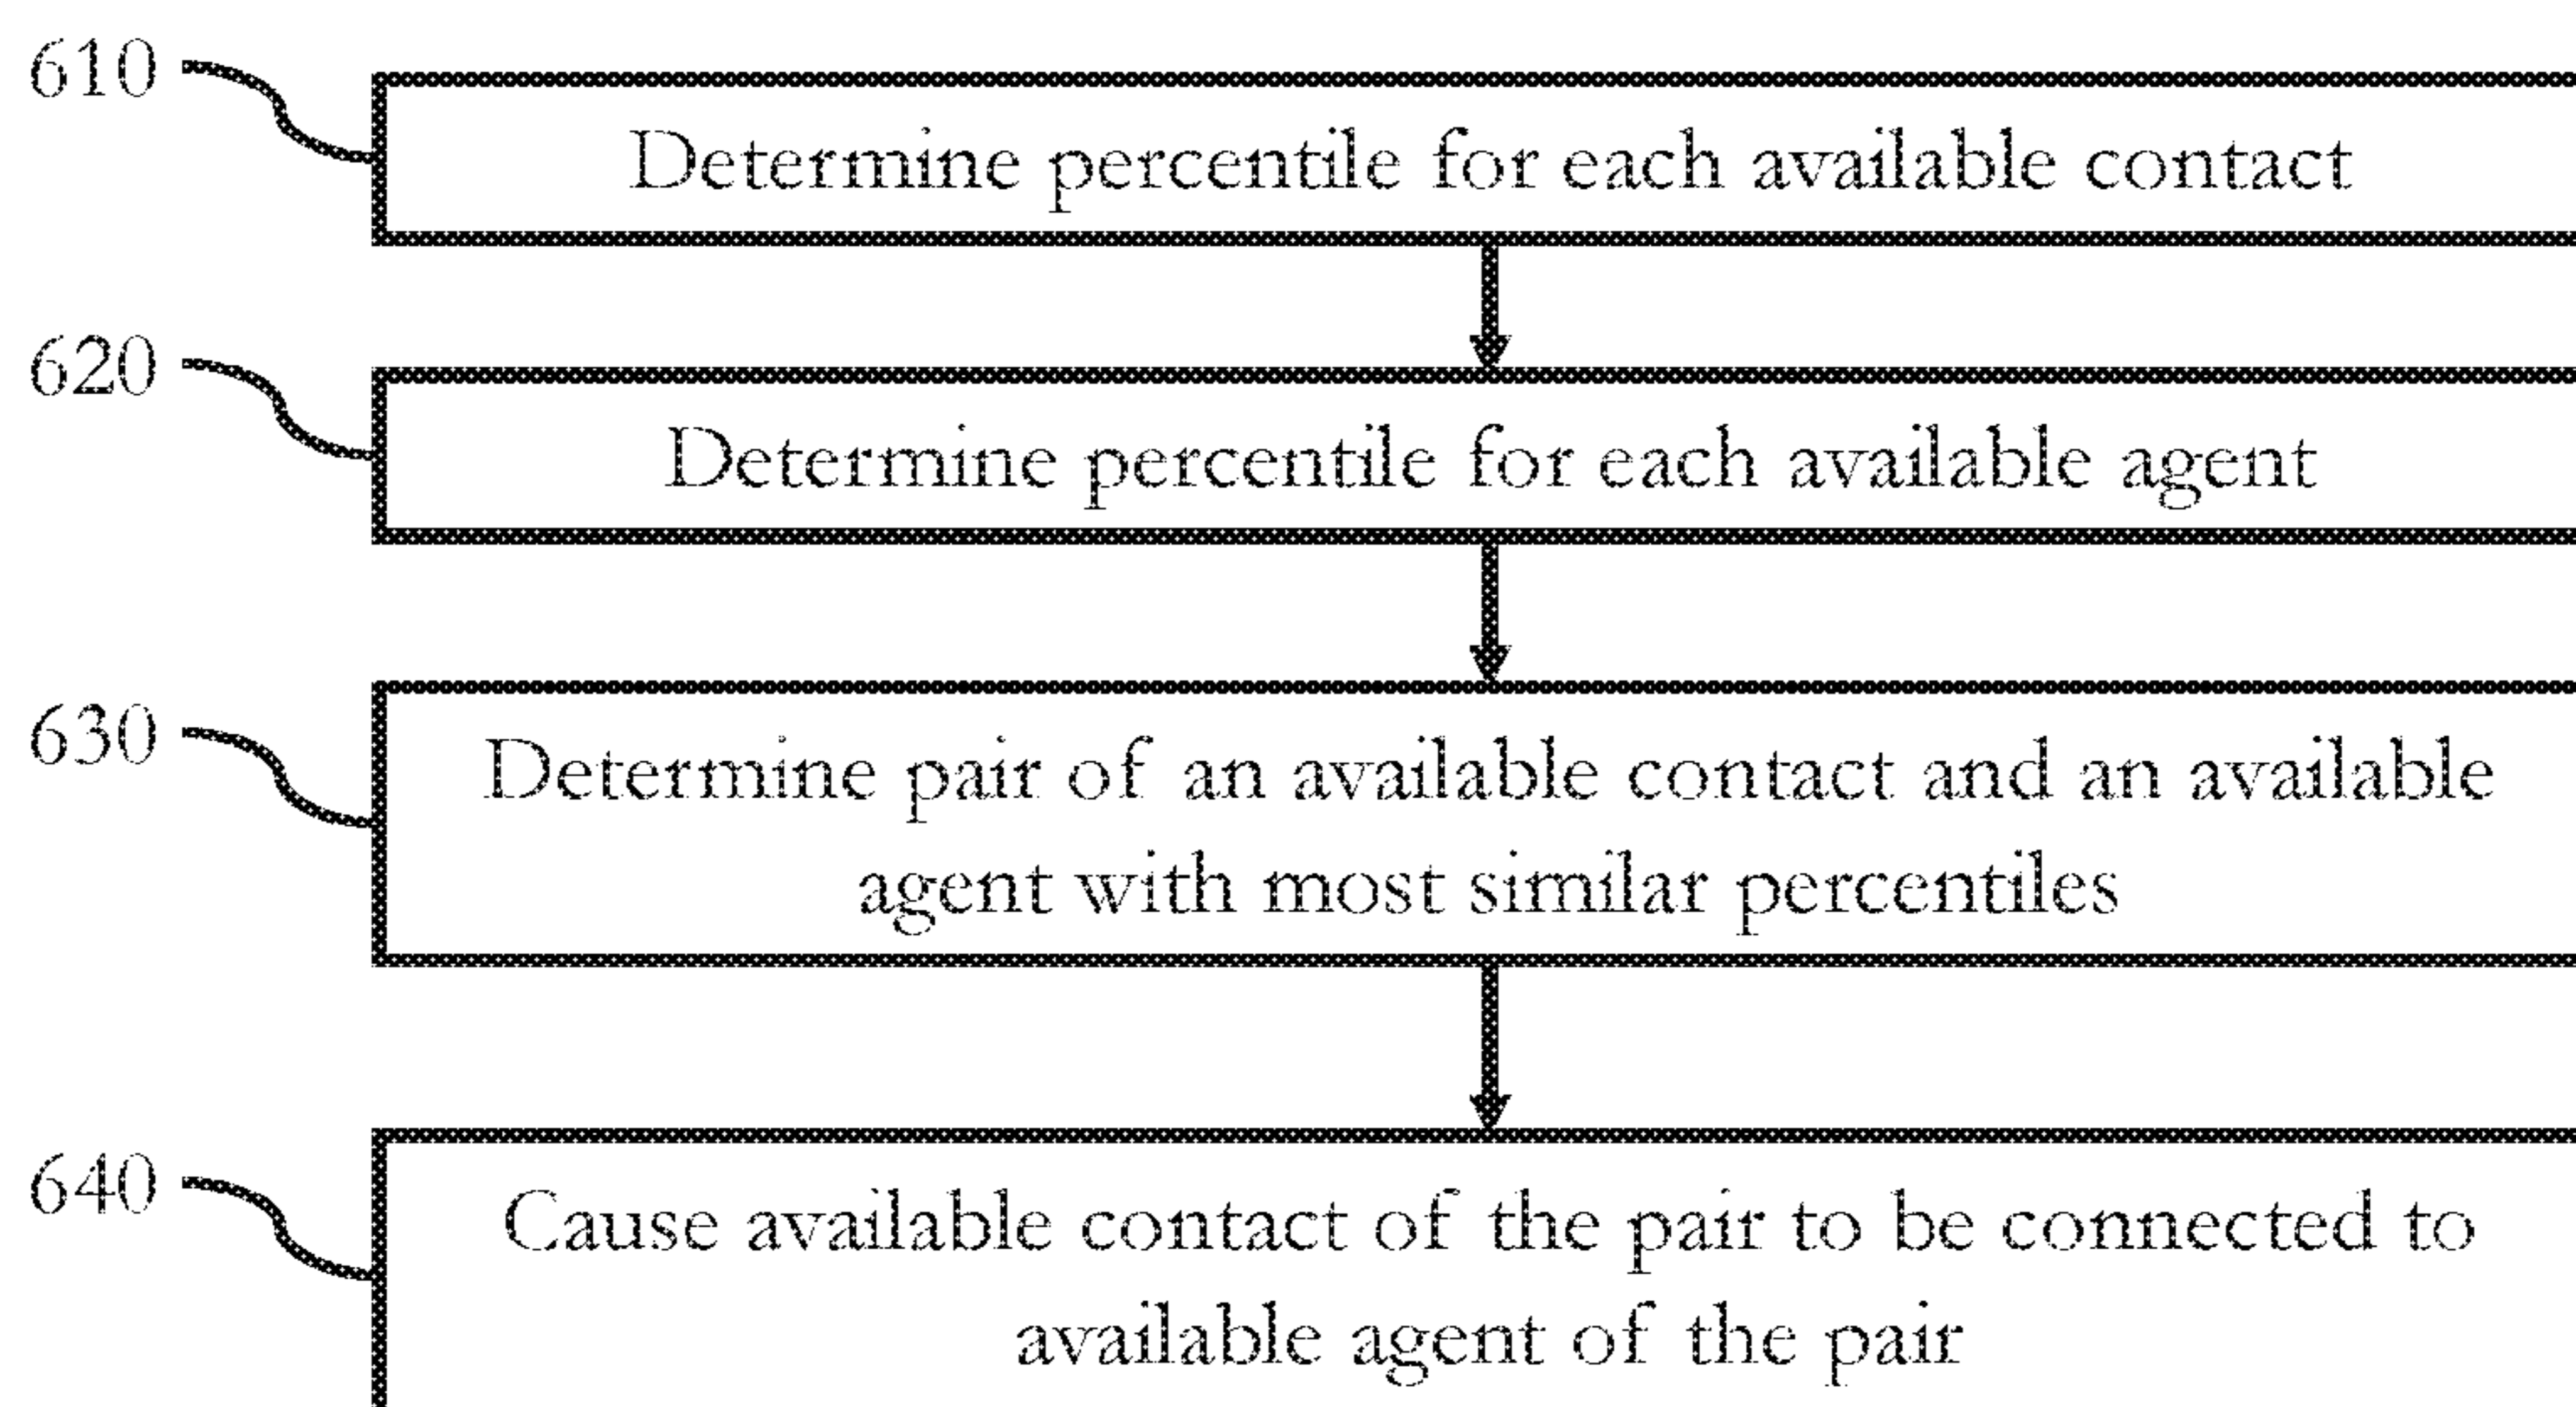 610
Determine percentile for each available contact
620
Determine percentile for each available agent
630
Determine pair of an available contact and an available
agent with most similar percentiles
640
Cause available contact of the pair to be connected to
available agent of the pair